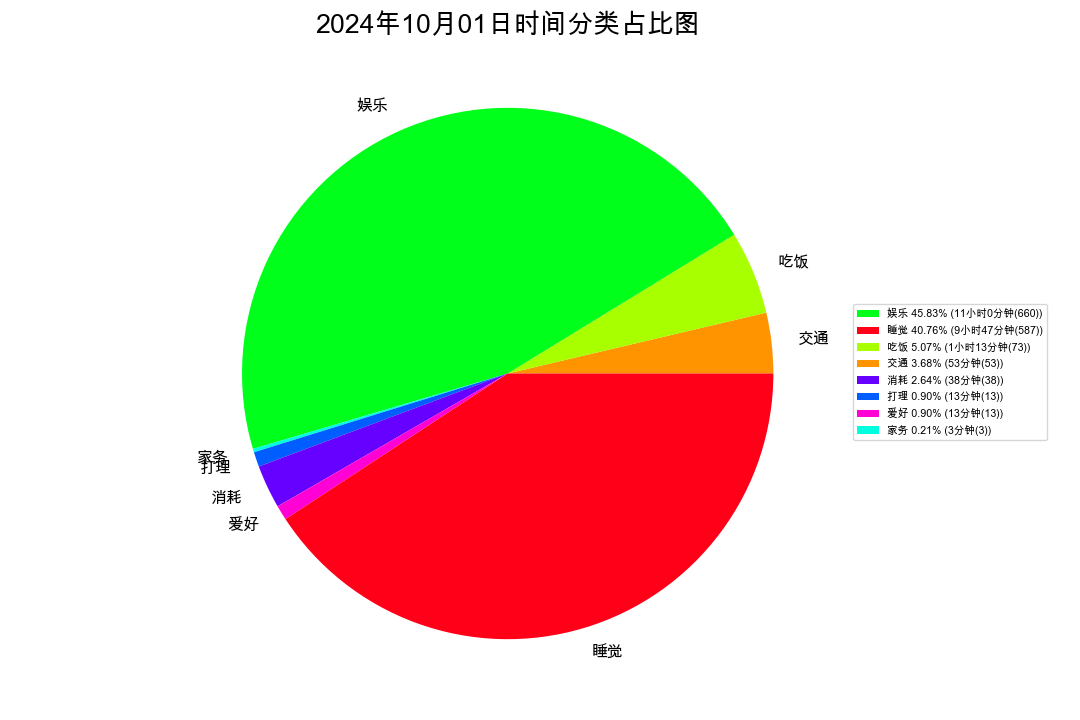 2024年10月01日时间分类占比图
娱乐
吃饭
交通
家务
打理
消耗
爱好
睡觉
娱乐 45.83% (11小时0分钟(660))
睡觉 40.76% (9小时47分钟(587))
吃饭 5.07% (1小时13分钟(73))
交通 3.68% (53分钟(53))
消耗 2.64% (38分钟(38))
打理 0.90% (13分钟(13))
爱好 0.90% (13分钟(13))
家务 0.21% (3分钟(3))